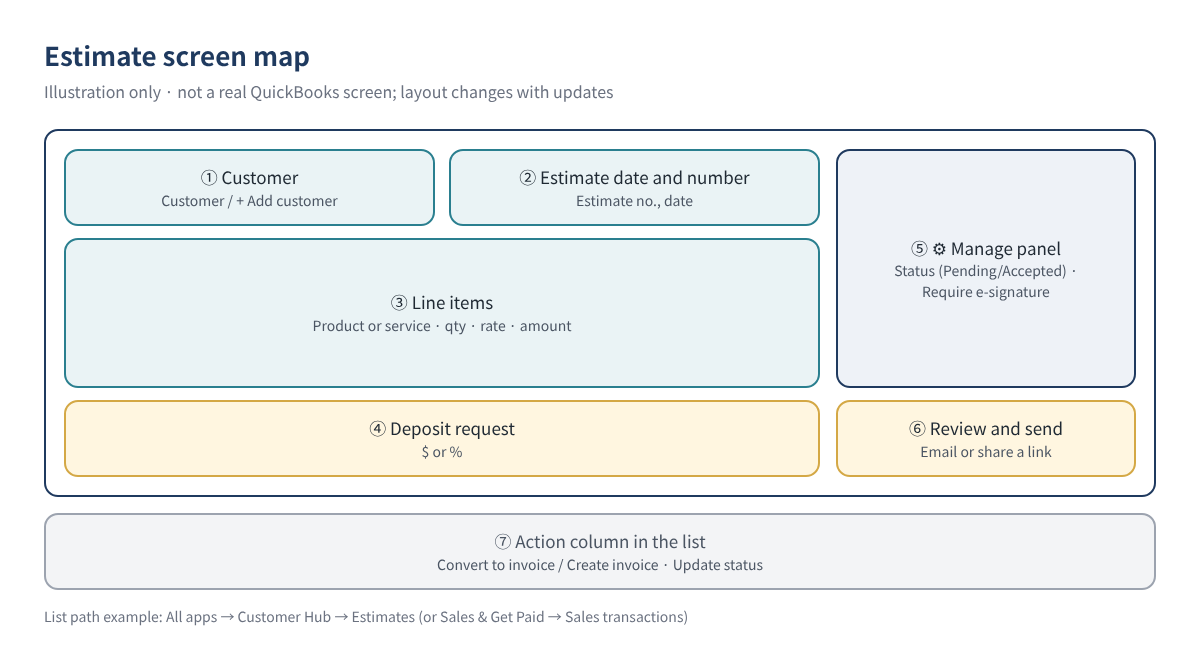 Estimate screen map
Illustration only · not a real QuickBooks screen; layout changes with updates
① Customer
Customer / + Add customer
② Estimate date and number
Estimate no., date
③ Line items
Product or service · qty · rate · amount
⑤ ⚙ Manage panel
Status (Pending/Accepted) ·
Require e-signature
④ Deposit request
$ or %
⑥ Review and send
Email or share a link
⑦ Action column in the list
Convert to invoice / Create invoice · Update status
List path example: All apps → Customer Hub → Estimates (or Sales & Get Paid → Sales transactions)